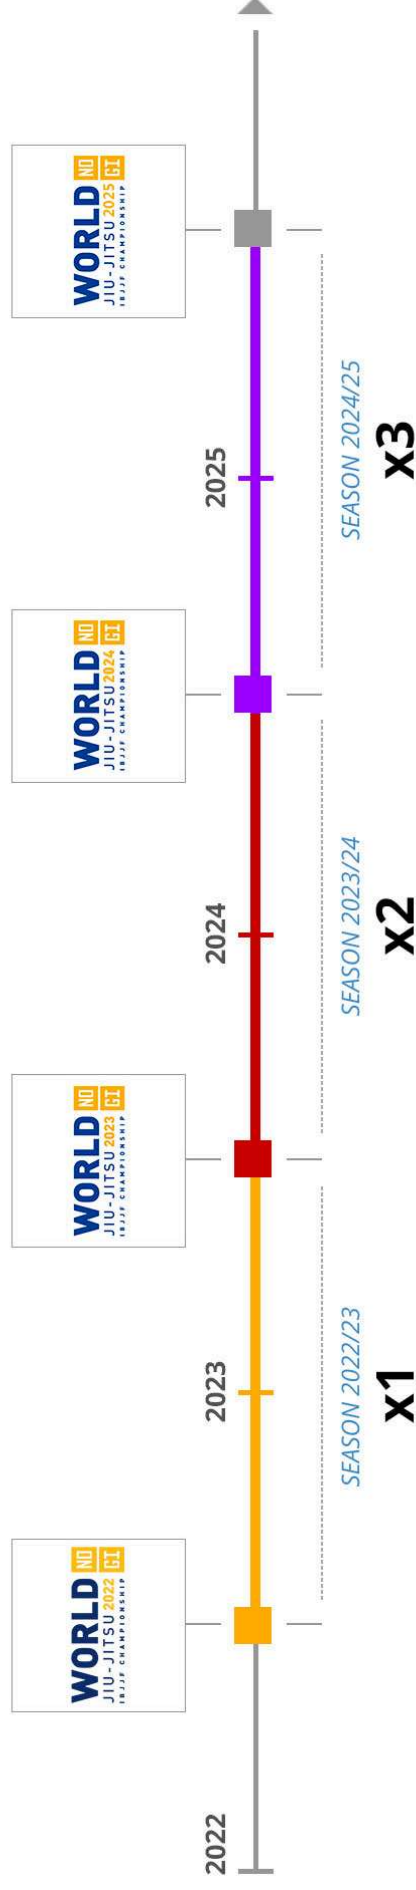 WORLD NO
JIU-JITSU 2022 GI
IBJJF CHAMPIONSHIP
WORLD NO
JIU-JITSU 2023 GI
IBJJF CHAMPIONSHIP
WORLD NO
JIU-JITSU 2024 GI
IBJJF CHAMPIONSHIP
WORLD NO
JIU-JITSU 2025 GI
IBJJF CHAMPIONSHIP
2022
2023
2024
2025
SEASON 2022/23
SEASON 2023/24
SEASON 2024/25
x1
x2
x3